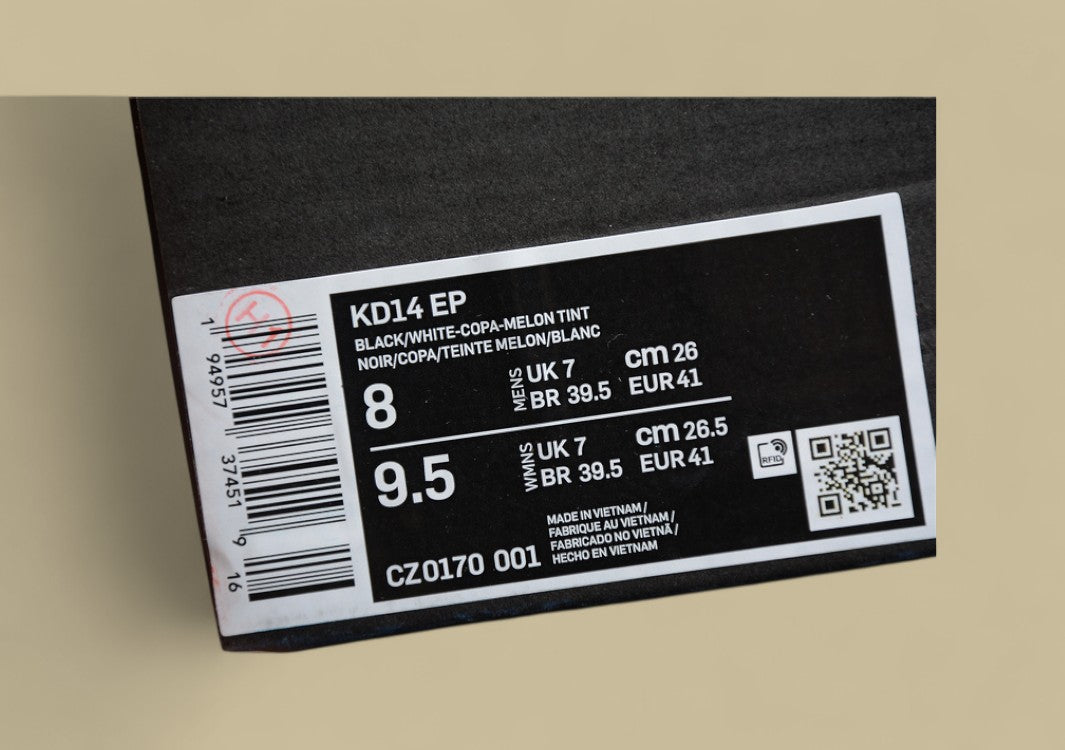 KD14 EP
BLACK/WHITE-COPA-MELON TINT
NOIR/COPA/TEINTE MELON/BLANC
8
MENS
UK 7
cm 26
BR 39.5
EUR 41
9.5
WMNS
UK 7
cm 26.5
BR 39.5
EUR 41
RFID
MADE IN VIETNAM/
FABRIQUE AU VIETNAM/
FABRICADO NO VIETNÃ/
HECHO EN VIETNAM
CZ0170 001
1 94957 37451 9 16